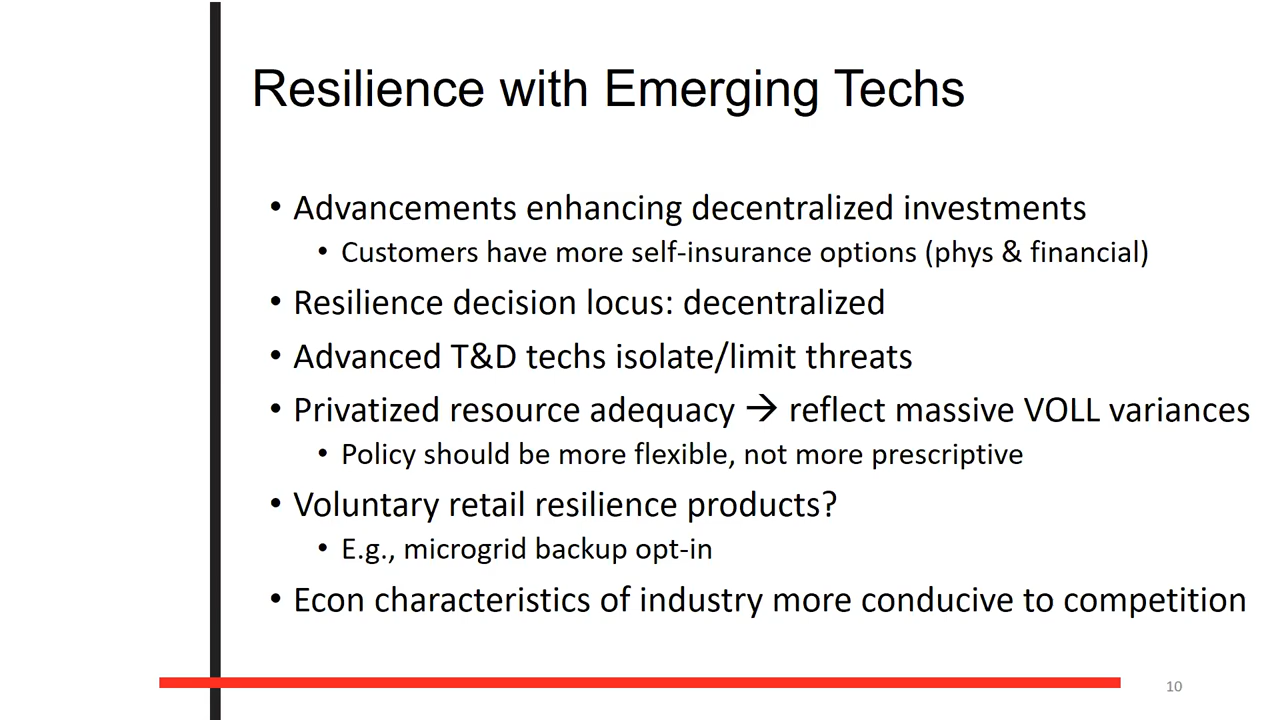 Resilience with Emerging Techs
• Advancements enhancing decentralized investments
• Customers have more self-insurance options (phys & financial)
• Resilience decision locus: decentralized
• Advanced T&D techs isolate/limit threats
• Privatized resource adequacy → reflect massive VOLL variances
• Policy should be more flexible, not more prescriptive
• Voluntary retail resilience products?
• E.g., microgrid backup opt-in
• Econ characteristics of industry more conducive to competition
10